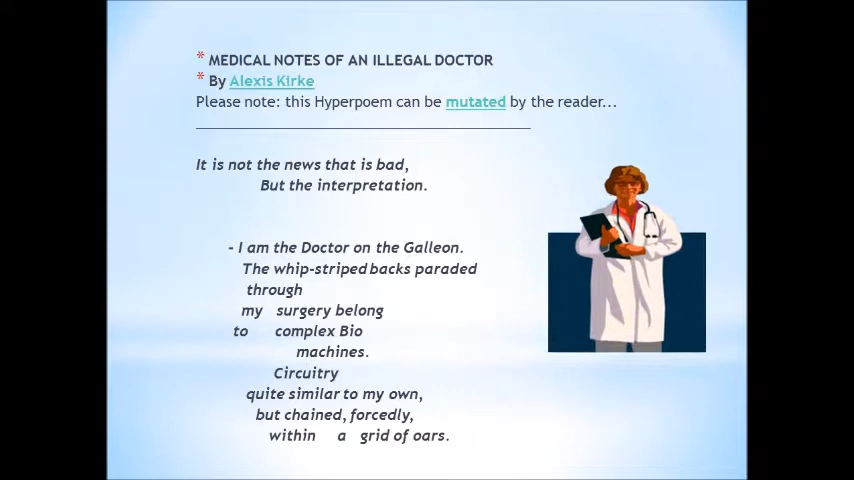 * MEDICAL NOTES OF AN ILLEGAL DOCTOR
* By Alexis Kirke
Please note: this Hyperpoem can be mutated by the reader...
It is not the news that is bad,
But the interpretation.
- I am the Doctor on the Galleon.
The whip-striped backs paraded
through
my surgery belong
to complex Bio
machines.
Circuitry
quite similar to my own,
but chained, forcedly,
within a grid of oars.